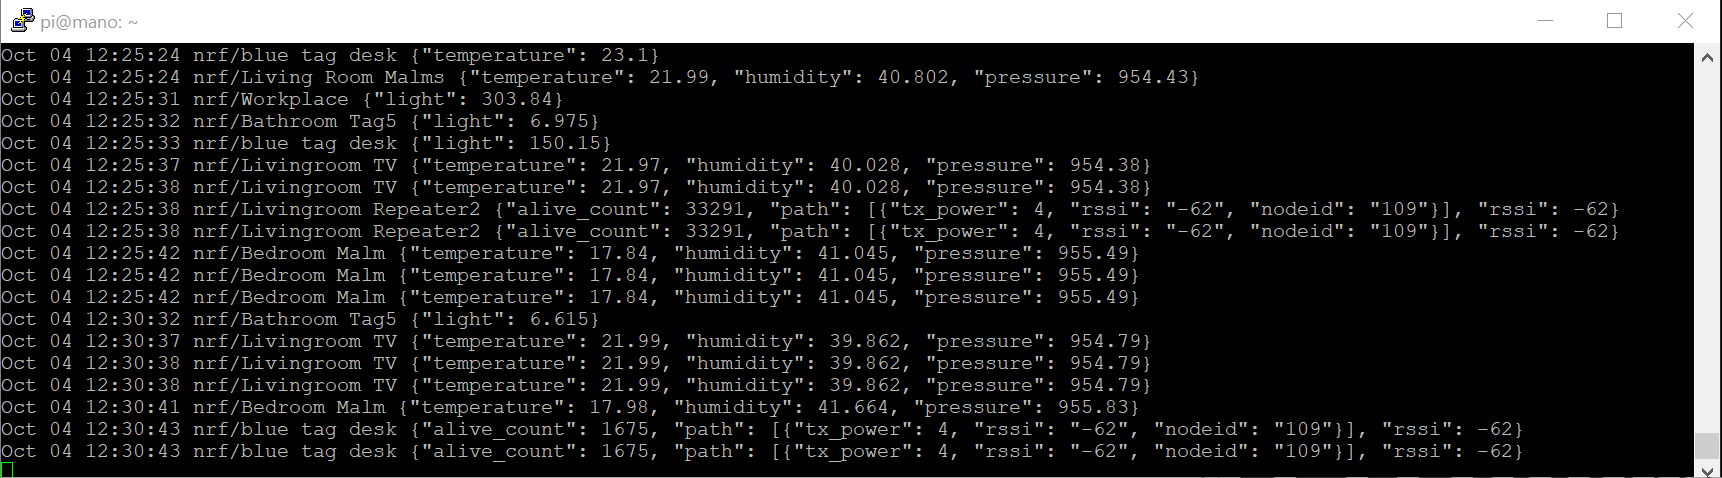 pi@mano: ~
Oct 04 12:25:24 nrf/blue tag desk {"temperature": 23.1}
Oct 04 12:25:24 nrf/Living Room Malms {"temperature": 21.99, "humidity": 40.802, "pressure": 954.43}
Oct 04 12:25:31 nrf/Workplace {"light": 303.84}
Oct 04 12:25:32 nrf/Bathroom Tag5 {"light": 6.975}
Oct 04 12:25:33 nrf/blue tag desk {"light": 150.15}
Oct 04 12:25:37 nrf/Livingroom TV {"temperature": 21.97, "humidity": 40.028, "pressure": 954.38}
Oct 04 12:25:38 nrf/Livingroom TV {"temperature": 21.97, "humidity": 40.028, "pressure": 954.38}
Oct 04 12:25:38 nrf/Livingroom Repeater2 {"alive_count": 33291, "path": [{"tx_power": 4, "rssi": "-62", "nodeid": "109"}], "rssi": -62}
Oct 04 12:25:38 nrf/Livingroom Repeater2 {"alive_count": 33291, "path": [{"tx_power": 4, "rssi": "-62", "nodeid": "109"}], "rssi": -62}
Oct 04 12:25:42 nrf/Bedroom Malm {"temperature": 17.84, "humidity": 41.045, "pressure": 955.49}
Oct 04 12:25:42 nrf/Bedroom Malm {"temperature": 17.84, "humidity": 41.045, "pressure": 955.49}
Oct 04 12:25:42 nrf/Bedroom Malm {"temperature": 17.84, "humidity": 41.045, "pressure": 955.49}
Oct 04 12:30:32 nrf/Bathroom Tag5 {"light": 6.615}
Oct 04 12:30:37 nrf/Livingroom TV {"temperature": 21.99, "humidity": 39.862, "pressure": 954.79}
Oct 04 12:30:38 nrf/Livingroom TV {"temperature": 21.99, "humidity": 39.862, "pressure": 954.79}
Oct 04 12:30:38 nrf/Livingroom TV {"temperature": 21.99, "humidity": 39.862, "pressure": 954.79}
Oct 04 12:30:41 nrf/Bedroom Malm {"temperature": 17.98, "humidity": 41.664, "pressure": 955.83}
Oct 04 12:30:43 nrf/blue tag desk {"alive_count": 1675, "path": [{"tx_power": 4, "rssi": "-62", "nodeid": "109"}], "rssi": -62}
Oct 04 12:30:43 nrf/blue tag desk {"alive_count": 1675, "path": [{"tx_power": 4, "rssi": "-62", "nodeid": "109"}], "rssi": -62}